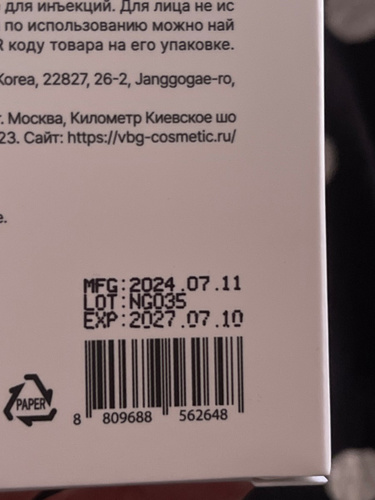 для инъекций. Для лица не ис
по использованию можно най
R коду товара на его упаковке.
Korea, 22827, 26-2, Janggogae-ro,
г. Москва, Километр Киевское шо
23. Сайт: https://vbg-cosmetic.ru/
e.
MFG:2024.07.11
LOT:NG035
EXP:2027.07.10
PAPER
8 809688 562648